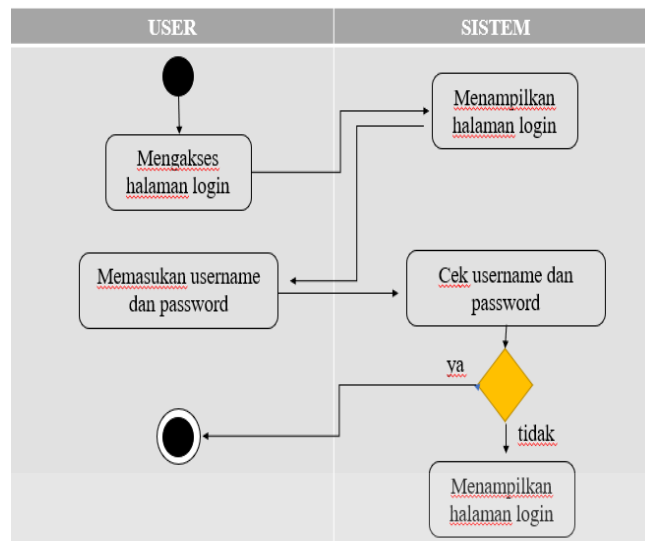 USER
SISTEM
Mengakses
halaman login
Menampilkan
halaman login
Memasukan username
dan password
Cek username dan
password
ya
tidak
Menampilkan
halaman login